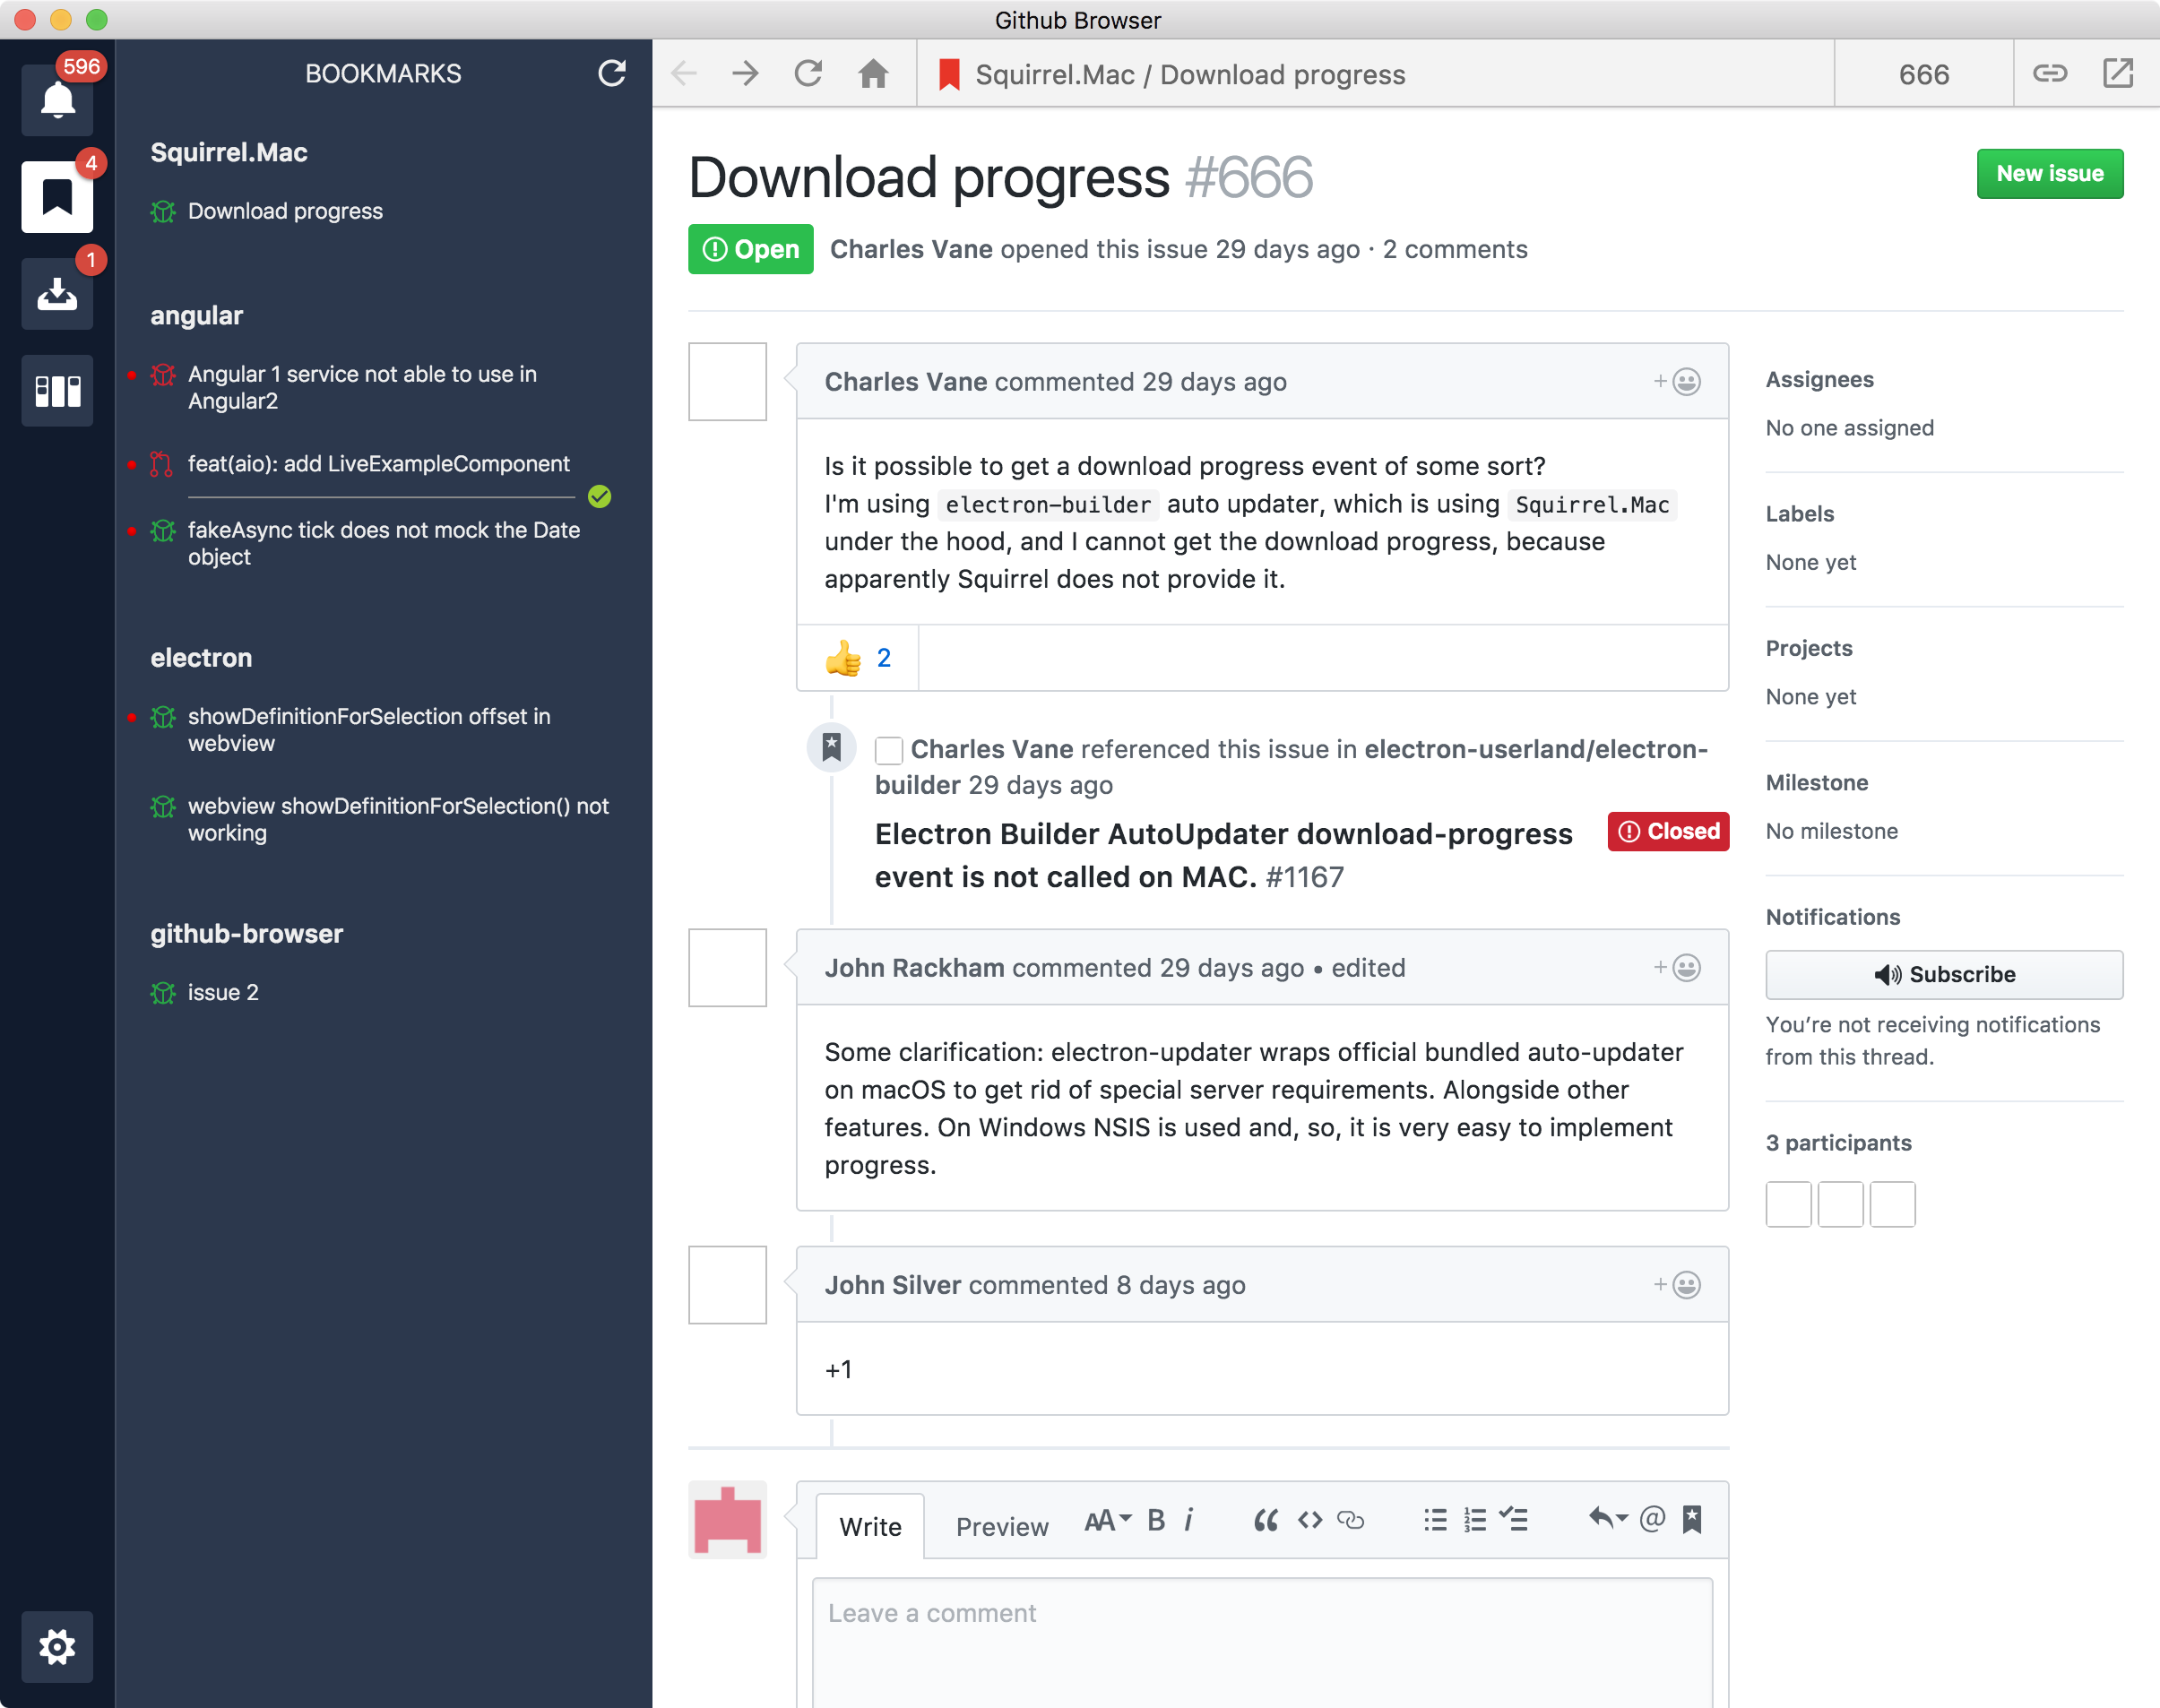 Github Browser
596
4
1
BOOKMARKS
Squirrel.Mac
Download progress
angular
Angular 1 service not able to use in
Angular2
feat(aio): add LiveExampleComponent
fakeAsync tick does not mock the Date
object
electron
showDefinitionForSelection offset in
webview
webview showDefinitionForSelection() not
working
github-browser
issue 2
Squirrel.Mac / Download progress
666
Download progress #666
New issue
Open
Charles Vane opened this issue 29 days ago · 2 comments
Charles Vane commented 29 days ago
Is it possible to get a download progress event of some sort?
I'm using electron-builder auto updater, which is using Squirrel.Mac
under the hood, and I cannot get the download progress, because
apparently Squirrel does not provide it.
2
Charles Vane referenced this issue in electron-userland/electron-
builder 29 days ago
Electron Builder AutoUpdater download-progress
event is not called on MAC. #1167
Closed
John Rackham commented 29 days ago • edited
Some clarification: electron-updater wraps official bundled auto-updater
on macOS to get rid of special server requirements. Alongside other
features. On Windows NSIS is used and, so, it is very easy to implement
progress.
John Silver commented 8 days ago
+1
Write
Preview
AA B i
Leave a comment
Assignees
No one assigned
Labels
None yet
Projects
None yet
Milestone
No milestone
Notifications
Subscribe
You’re not receiving notifications
from this thread.
3 participants